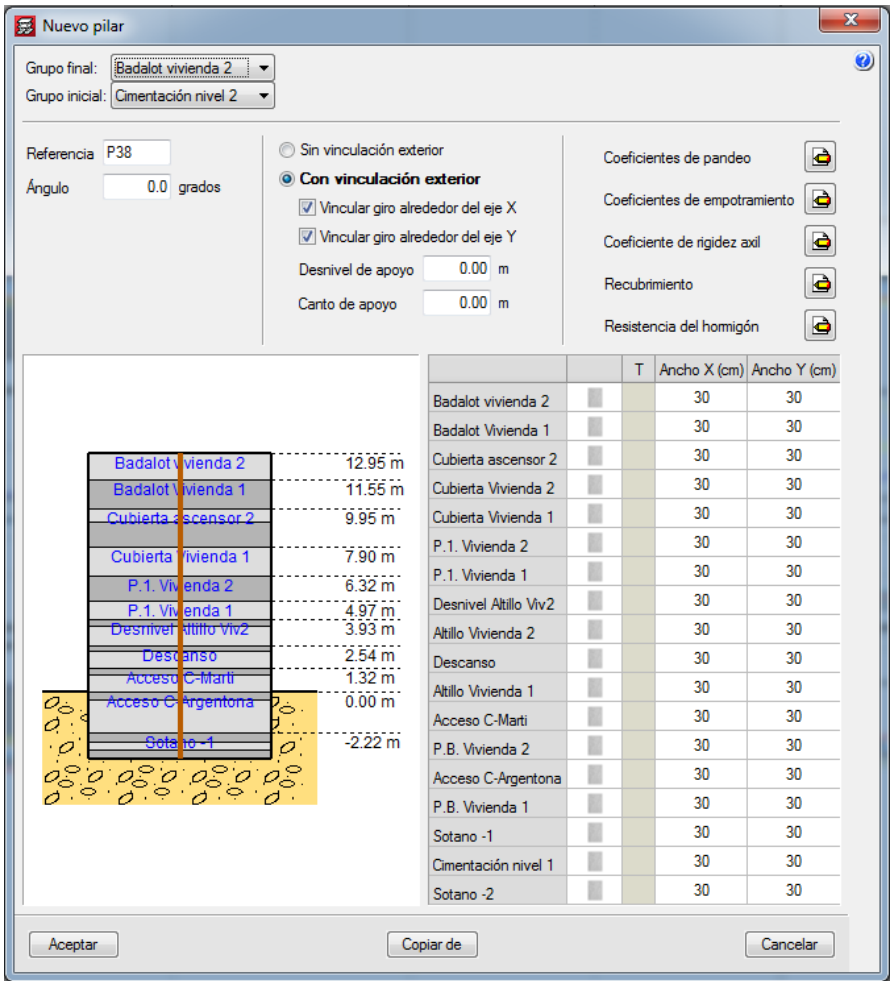 Nuevo pilar
Grupo final: Badalot vivienda 2
Grupo inicial: Cimentación nivel 2
Referencia P38
Ángulo 0.0 grados
Sin vinculación exterior
Con vinculación exterior
Vincular giro alrededor del eje X
Vincular giro alrededor del eje Y
Desnivel de apoyo 0.00 m
Canto de apoyo 0.00 m
Coeficientes de pandeo
Coeficientes de empotramiento
Coeficiente de rigidez axil
Recubrimiento
Resistencia del hormigón
Badalot vivienda 2 12.95 m
Badalot Vivienda 1 11.55 m
Cubierta ascensor 2 9.95 m
Cubierta Vivienda 1 7.90 m
P.1. Vivienda 2 6.32 m
P.1. Vivienda 1 4.97 m
Desnivel Altillo Viv2 3.93 m
Descanso 2.54 m
Acceso C-Marti 1.32 m
Acceso C-Argentona 0.00 m
Sotano -1 -2.22 m
T Ancho X (cm) Ancho Y (cm)
Badalot vivienda 2 30 30
Badalot Vivienda 1 30 30
Cubierta ascensor 2 30 30
Cubierta Vivienda 2 30 30
Cubierta Vivienda 1 30 30
P.1. Vivienda 2 30 30
P.1. Vivienda 1 30 30
Desnivel Altillo Viv2 30 30
Altillo Vivienda 2 30 30
Descanso 30 30
Altillo Vivienda 1 30 30
Acceso C-Marti 30 30
P.B. Vivienda 2 30 30
Acceso C-Argentona 30 30
P.B. Vivienda 1 30 30
Sotano -1 30 30
Cimentación nivel 1 30 30
Sotano -2 30 30
Aceptar
Copiar de
Cancelar